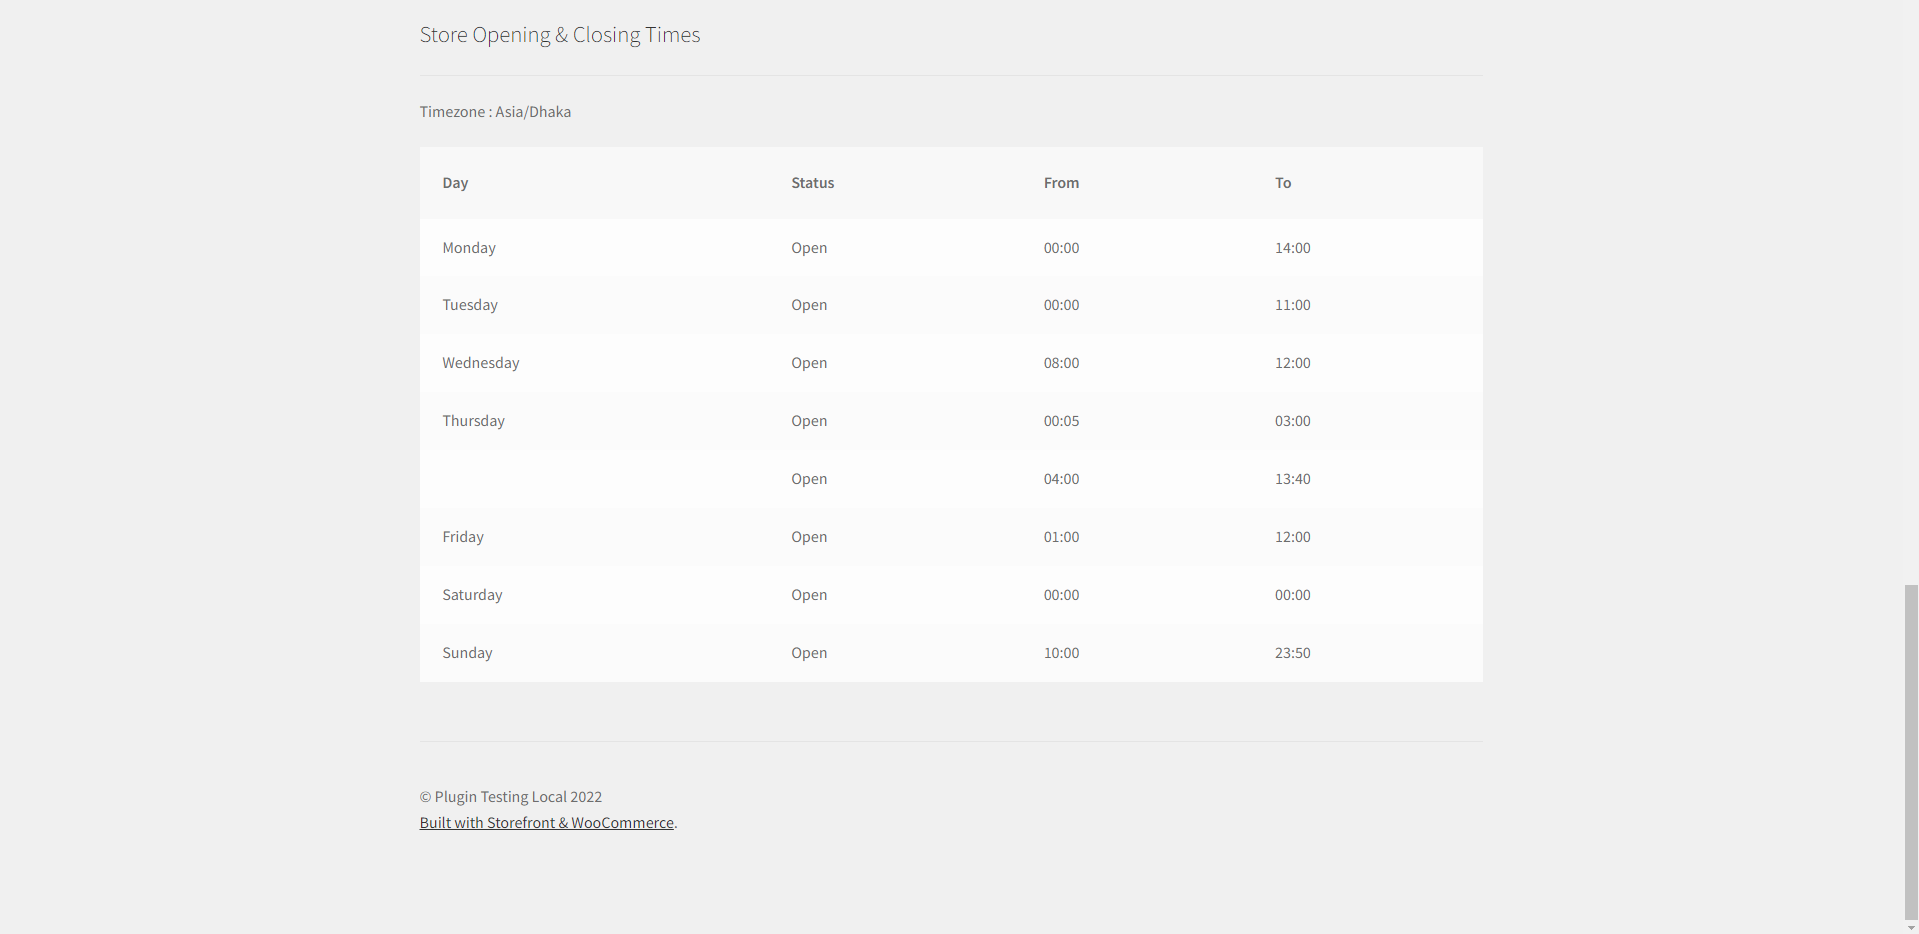 Store Opening & Closing Times
Timezone : Asia/Dhaka
Day Status From To
Monday Open 00:00 14:00
Tuesday Open 00:00 11:00
Wednesday Open 08:00 12:00
Thursday Open 00:05 03:00
Open 04:00 13:40
Friday Open 01:00 12:00
Saturday Open 00:00 00:00
Sunday Open 10:00 23:50
© Plugin Testing Local 2022
Built with Storefront & WooCommerce.